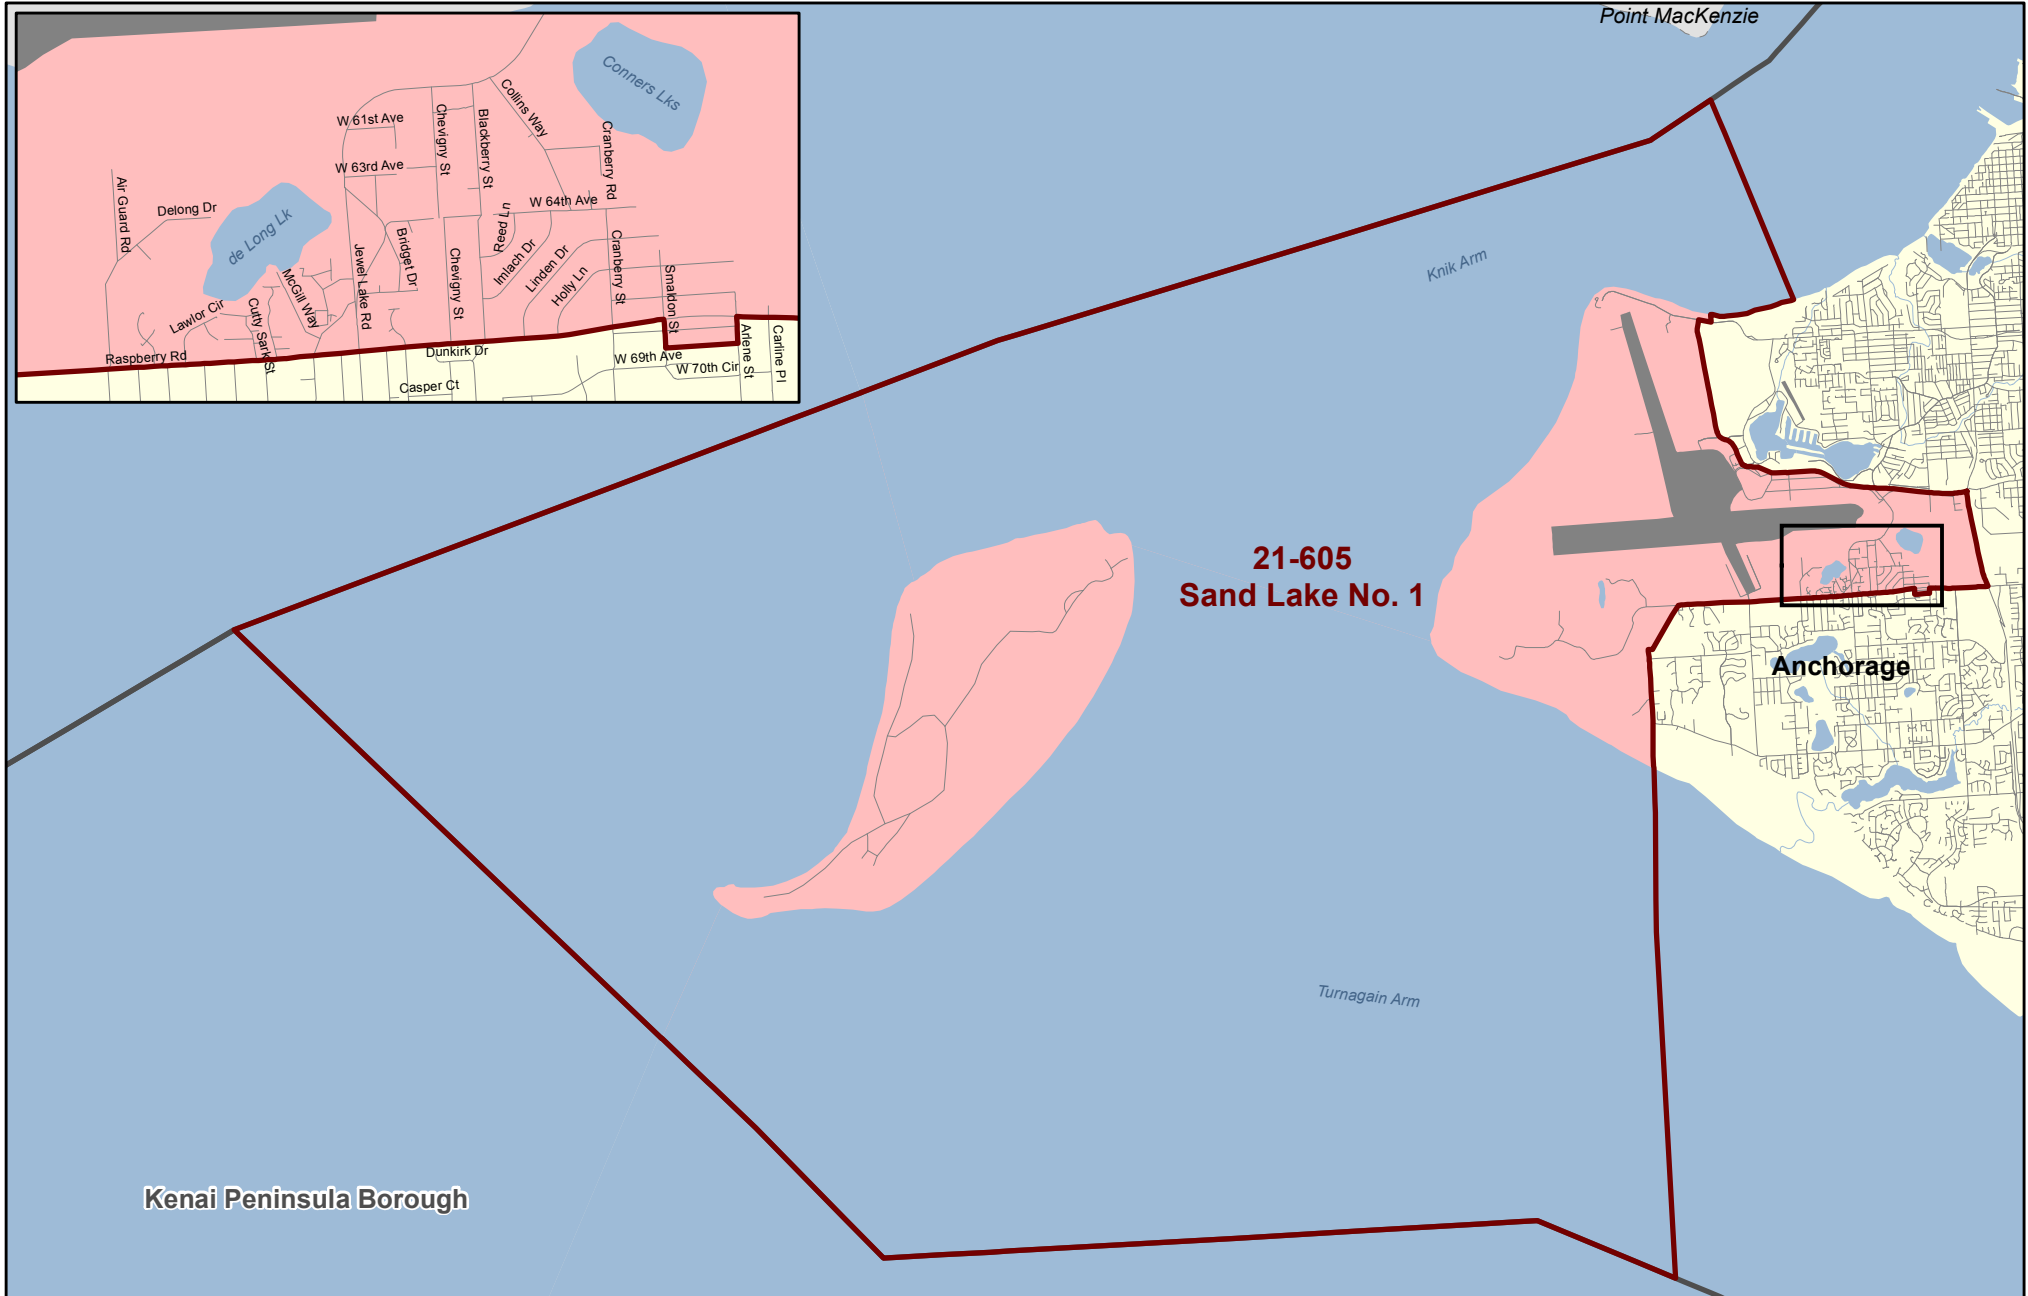 Point MacKenzie
Conners Lks
Collins Way
W 61st Ave
Chevigny St
Blackberry St
Cranberry Rd
W 63rd Ave
Air Guard Rd
Delong Dr
de Long Lk
W 64th Ave
Reed Ln
Bridget Dr
Jewel Lake Rd
Chevigny St
Imlach Dr
Linden Dr
Holly Ln
Cranberry St
Smaldon St
McGill Way
Lawlor Cir
Cutty Sark St
Raspberry Rd
Dunkirk Dr
W 69th Ave
W 70th Cir
Arlene St
Carline Pl
Casper Ct
Knik Arm
21-605
Sand Lake No. 1
Anchorage
Turnagain Arm
Kenai Peninsula Borough